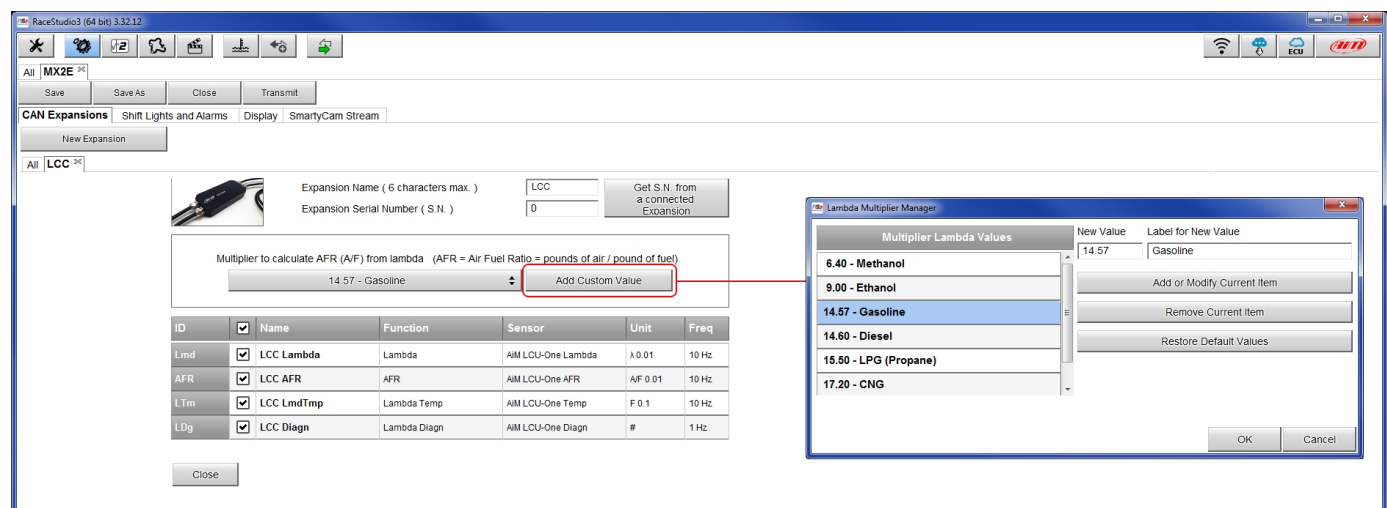 RaceStudio3 (64 bit) 3.32.12
ECU
AiM
All MX2E
Save Save As Close Transmit
CAN Expansions Shift Lights and Alarms Display SmartyCam Stream
New Expansion
All LCC
Expansion Name ( 6 characters max. ) LCC
Expansion Serial Number ( S.N. ) 0
Get S.N. from
a connected
Expansion
Multiplier to calculate AFR (A/F) from lambda (AFR = Air Fuel Ratio = pounds of air / pound of fuel)
14.57 - Gasoline Add Custom Value
ID Name Function Sensor Unit Freq
Lmd LCC Lambda Lambda AiM LCU-One Lambda λ 0.01 10 Hz
AFR LCC AFR AFR AiM LCU-One AFR A/F 0.01 10 Hz
LTm LCC LmdTmp Lambda Temp AiM LCU-One Temp F 0.1 10 Hz
LDg LCC Diagn Lambda Diagn AiM LCU-One Diagn # 1 Hz
Close
Lambda Multiplier Manager
Multiplier Lambda Values
6.40 - Methanol
9.00 - Ethanol
14.57 - Gasoline
14.60 - Diesel
15.50 - LPG (Propane)
17.20 - CNG
New Value Label for New Value
14.57 Gasoline
Add or Modify Current Item
Remove Current Item
Restore Default Values
OK Cancel